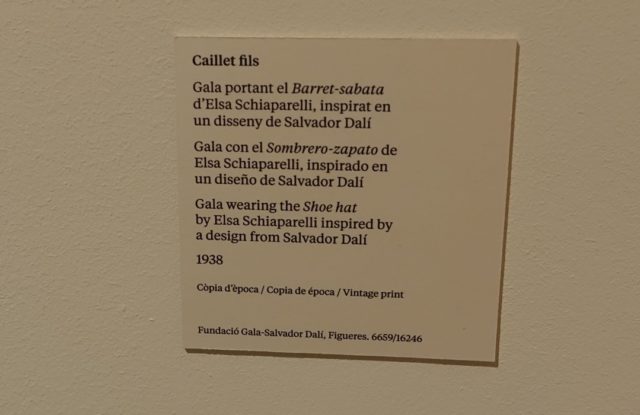 Caillet fils
Gala portant el Barret-sabata
d'Elsa Schiaparelli, inspirat en
un disseny de Salvador Dalí
Gala con el Sombrero-zapato de
Elsa Schiaparelli, inspirado en
un diseño de Salvador Dalí
Gala wearing the Shoe hat
by Elsa Schiaparelli inspired by
a design from Salvador Dalí
1938
Còpia d'època / Copia de época / Vintage print
Fundació Gala-Salvador Dalí, Figueres. 6659/16246